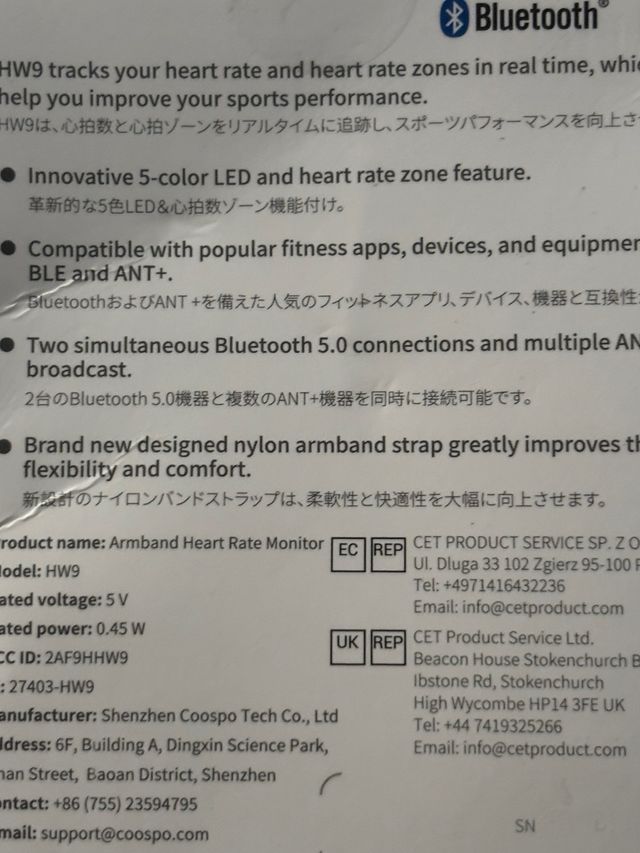 Bluetooth®
HW9 tracks your heart rate and heart rate zones in real time,
help you improve your sports performance.
HW9は、心拍数と心拍ゾーンをリアルタイムに追跡し、スポーツパフォーマンスを向上させ
● Innovative 5-color LED and heart rate zone feature.
革新的な5色LED&心拍数ゾーン機能付け。
● Compatible with popular fitness apps, devices, and
BLE and ANT+.
BluetoothおよびANT +を備えた人気のフィットネスアプリ、デバイス、機器と互換性
● Two simultaneous Bluetooth 5.0 connections and multiple
broadcast.
2台のBluetooth 5.0機器と複数のANT+機器を同時に接続可能です。
● Brand new designed nylon armband strap greatly improves
flexibility and comfort.
新設計のナイロンバンドストラップは、柔軟性と快適性を大幅に向上させます。
name: Armband Heart Rate Monitor
HW9
voltage: 5 V
power: 0.45 W
ID: 2AF9HHW9
27403-HW9
Shenzhen Coospo Tech Co., Ltd
6F, Building A, Dingxin Science Park,
Street, Baoan District, Shenzhen
+86 (755) 23594795
support@coospo.com
EC REP
CET PRODUCT SERVICE SP. Z O
Ul. Dluga 33 102 Zgierz 95-100
Tel: +4971416432236
Email: info@cetproduct.com
UK REP
CET Product Service Ltd.
Beacon House Stokenchurch
Ibstone Rd, Stokenchurch
High Wycombe HP14 3FE UK
Tel: +44 7419325266
Email: info@cetproduct.com
SN